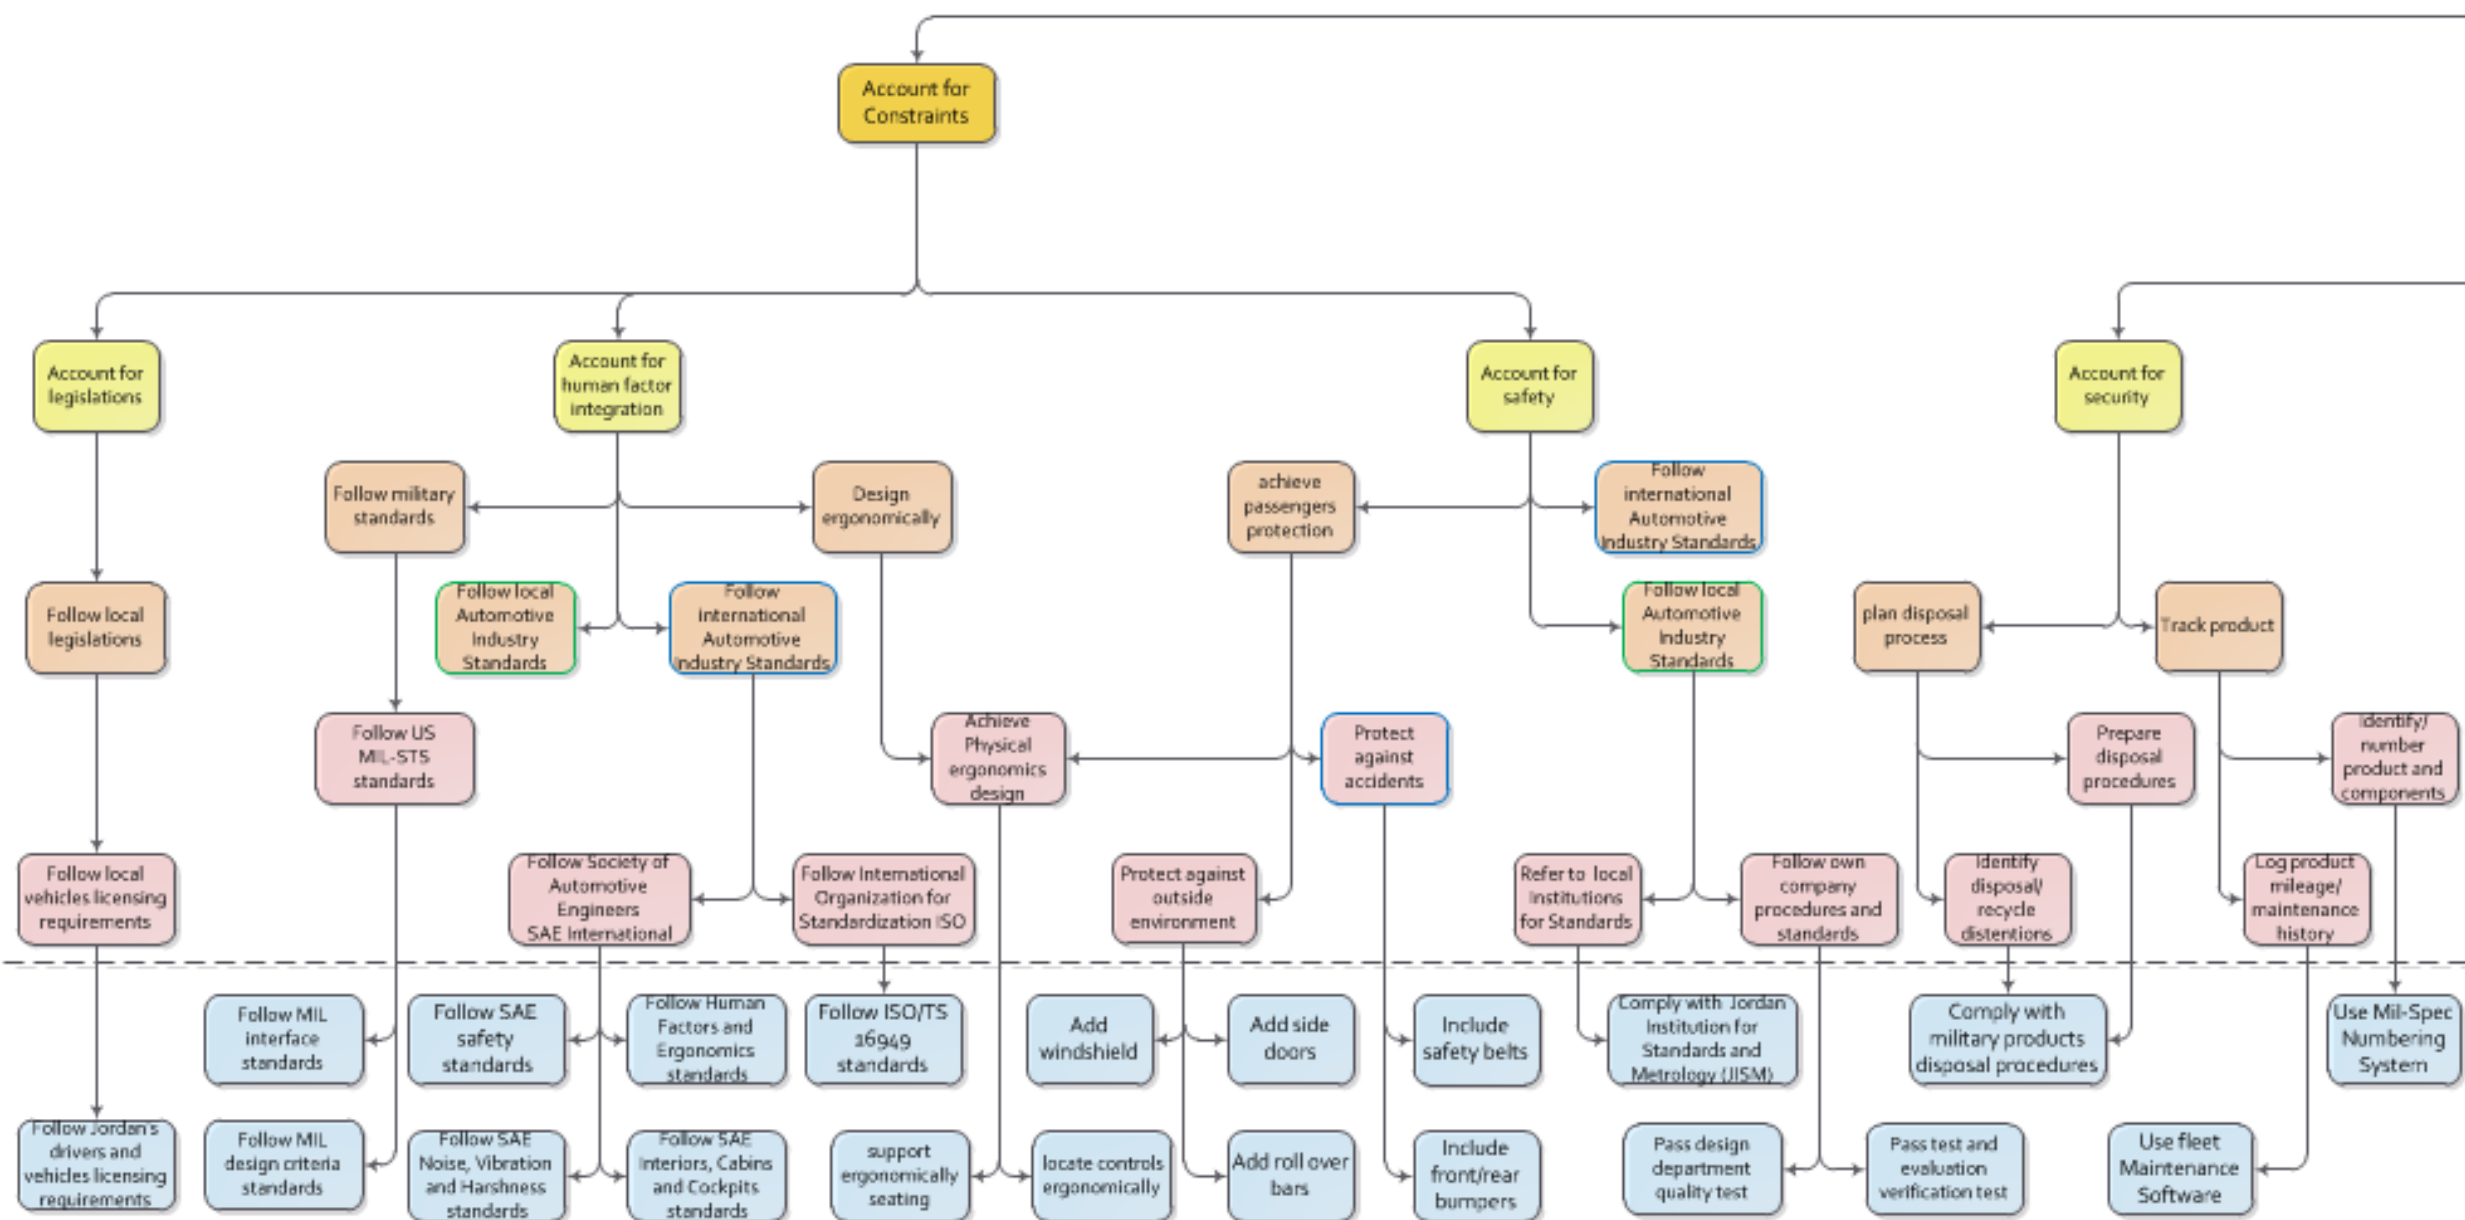 Account for
Constraints
Account for
legislations
Account for
human factor
integration
Account for
safety
Account for
security
Follow military
standards
Design
ergonomically
achieve
passengers
protection
Follow
international
Automotive
Industry Standards
Follow local
legislations
Follow local
Automotive
Industry
Standards
Follow
international
Automotive
Industry Standards
Follow local
Automotive
Industry
Standards
plan disposal
process
Track product
Follow US
MIL-STS
standards
Achieve
Physical
ergonomics
design
Protect
against
accidents
Prepare
disposal
procedures
Identify/
number
product and
components
Follow local
vehicles licensing
requirements
Follow Society of
Automotive
Engineers
SAE International
Follow International
Organization for
Standardization ISO
Protect against
outside
environment
Refer to local
Institutions
for Standards
Follow own
company
procedures and
standards
Identify
disposal/
recycle
distentions
Log product
mileage/
maintenance
history
Follow MIL
interface
standards
Follow SAE
safety
standards
Follow Human
Factors and
Ergonomics
standards
Follow ISO/TS
16949
standards
Add
windshield
Add side
doors
Include
safety belts
Comply with Jordan
Institution for
Standards and
Metrology (JISM)
Comply with
military products
disposal procedures
Use Mil-Spec
Numbering
System
Follow Jordan's
drivers and
vehicles licensing
requirements
Follow MIL
design criteria
standards
Follow SAE
Noise, Vibration
and Harshness
standards
Follow SAE
Interiors, Cabins
and Cockpits
standards
support
ergonomically
seating
locate controls
ergonomically
Add roll over
bars
Include
front/rear
bumpers
Pass design
department
quality test
Pass test and
evaluation
verification test
Use fleet
Maintenance
Software